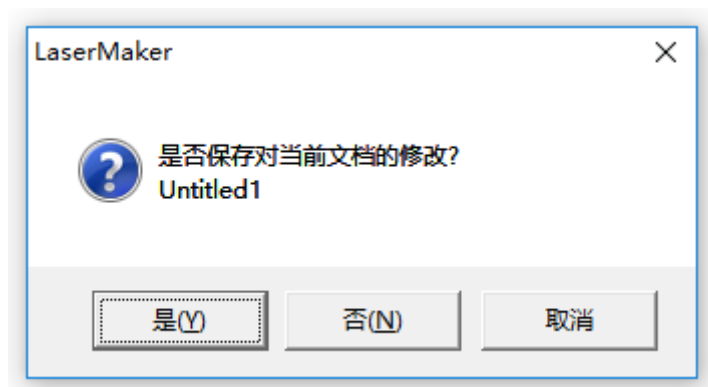 LaserMaker
是否保存对当前文档的修改?
Untitled1
是(Y) 否(N) 取消